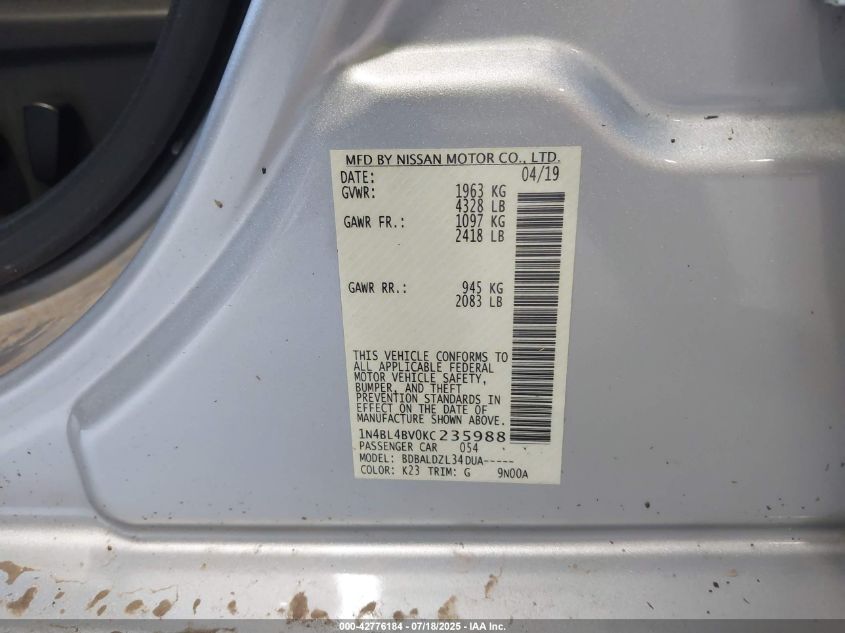 MFD BY NISSAN MOTOR CO., LTD.
DATE: 04/19
GVWR: 1963 KG
4328 LB
GAWR FR.: 1097 KG
2418 LB
GAWR RR.: 945 KG
2083 LB
THIS VEHICLE CONFORMS TO
ALL APPLICABLE FEDERAL
MOTOR VEHICLE SAFETY,
BUMPER, AND THEFT
PREVENTION STANDARDS IN
EFFECT ON THE DATE OF
MANUFACTURE SHOWN ABOVE.
1N4BL4BV0KC235988
PASSENGER CAR 054
MODEL: BDBALDZL34DUA-----
COLOR: K23 TRIM: G 9N00A
000-42776184 - 07/18/2025 - IAA Inc.